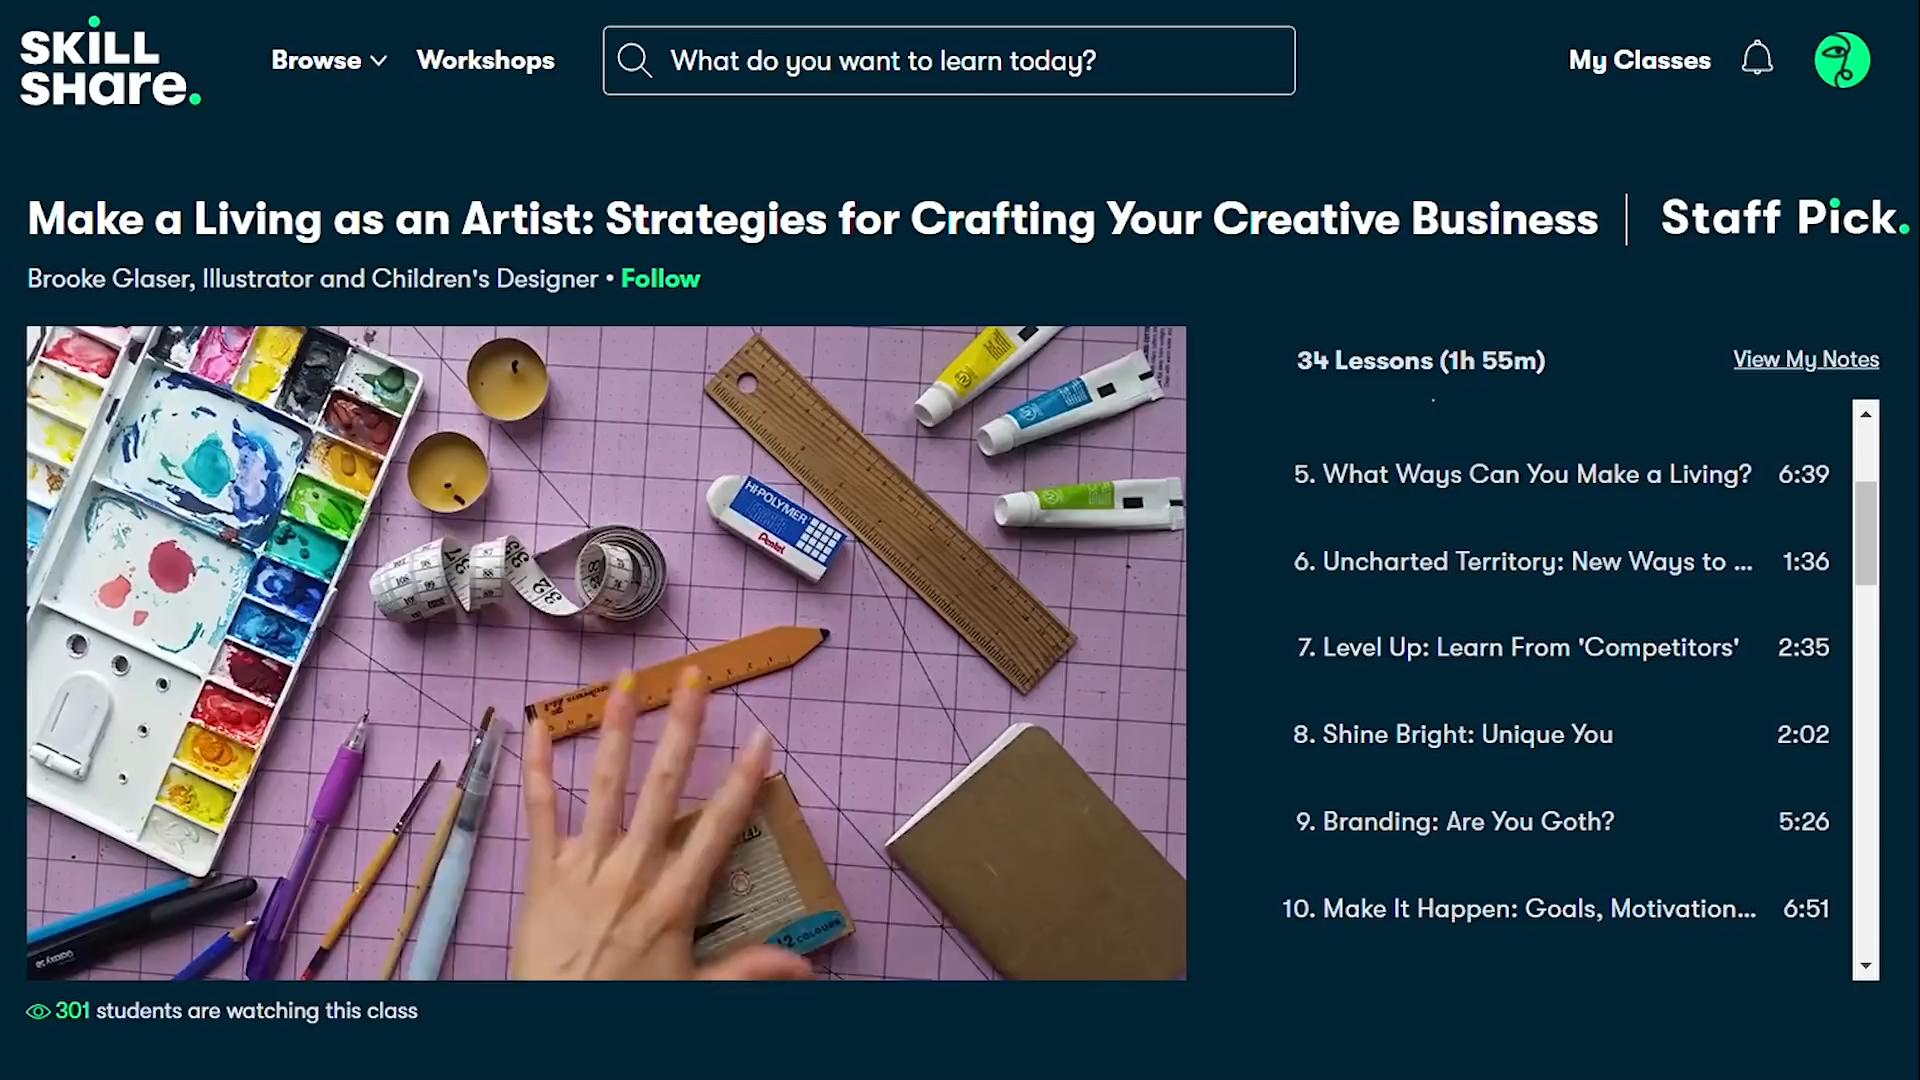 SKILL
SHare.
Browse
Workshops
What do you want to learn today?
My Classes
Make a Living as an Artist: Strategies for Crafting Your Creative Business
Staff Pick.
Brooke Glaser, Illustrator and Children's Designer • Follow
34 Lessons (1h 55m)
View My Notes
5. What Ways Can You Make a Living? 6:39
6. Uncharted Territory: New Ways to ... 1:36
7. Level Up: Learn From 'Competitors' 2:35
8. Shine Bright: Unique You 2:02
9. Branding: Are You Goth? 5:26
10. Make It Happen: Goals, Motivation... 6:51
HI-POLYMER
ERASER
Pentel
12 COLOURS
301 students are watching this class